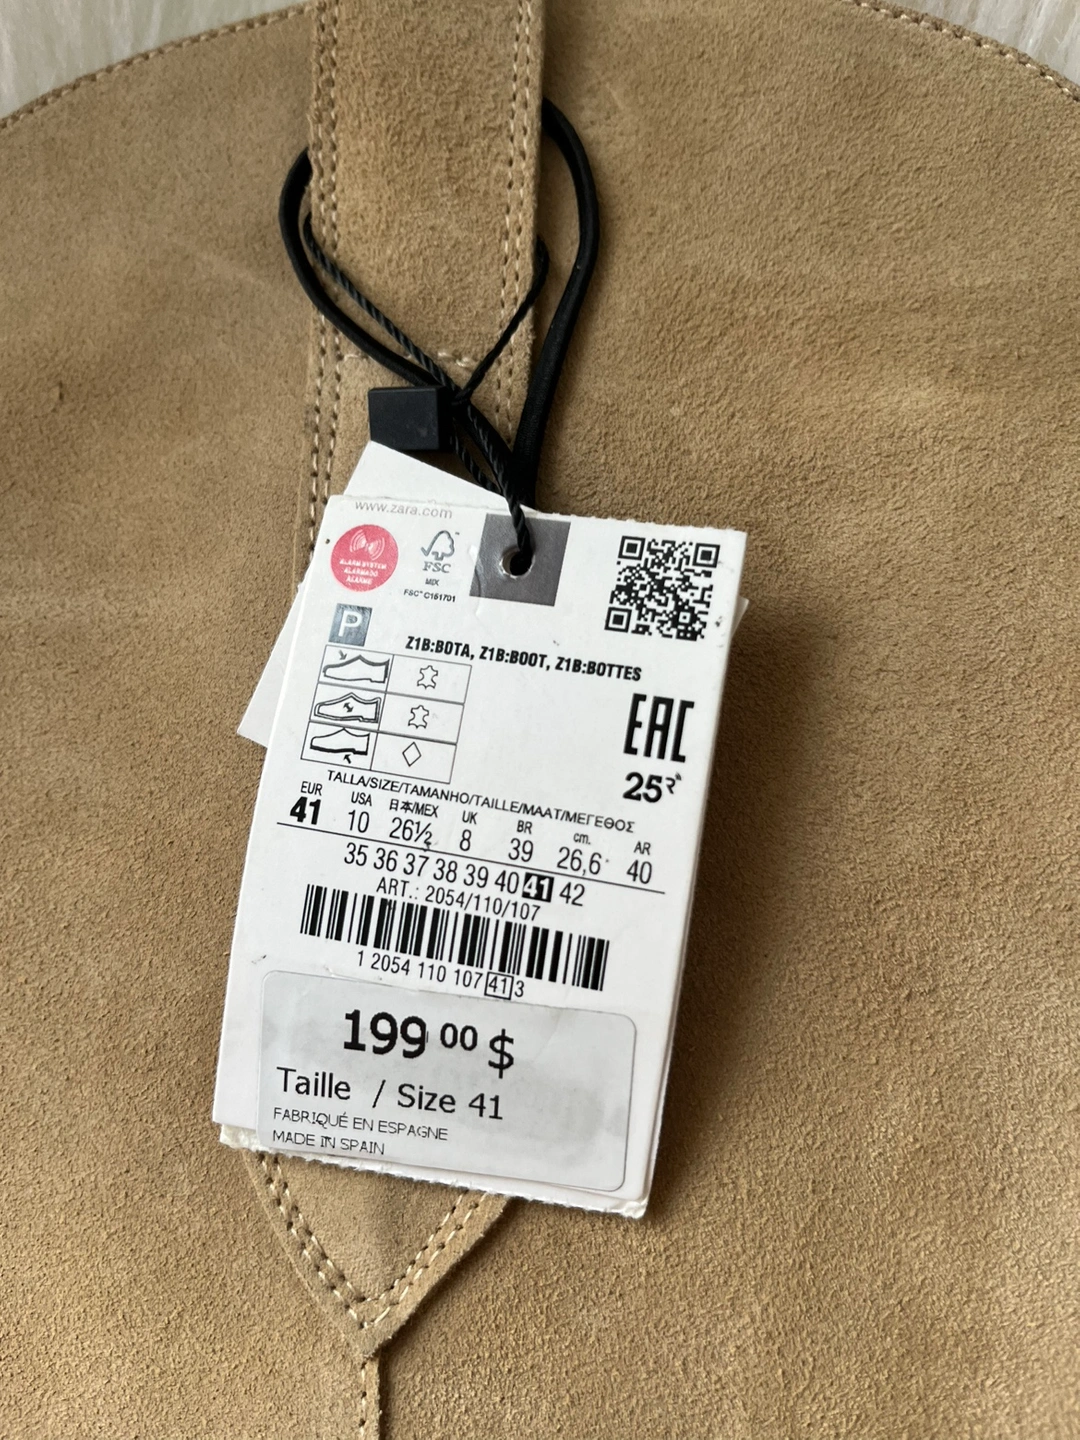 www.zara.com
ALARM SYSTEM
ALARMADO
ALARME
FSC™
MIX
FSC® C151701
P
Z1B:BOTA, Z1B:BOOT, Z1B:BOTTES
EAC
25
TALLA/SIZE/TAMANHO/TAILLE/MAAT/ΜΕΓΕΘΟΣ
EUR USA 日本/MEX UK BR cm. AR
41 10 26½ 8 39 26,6 40
35 36 37 38 39 40 41 42
ART.: 2054/110/107
1 2054 110 107 41 3
199 00 $
Taille / Size 41
FABRIQUÉ EN ESPAGNE
MADE IN SPAIN